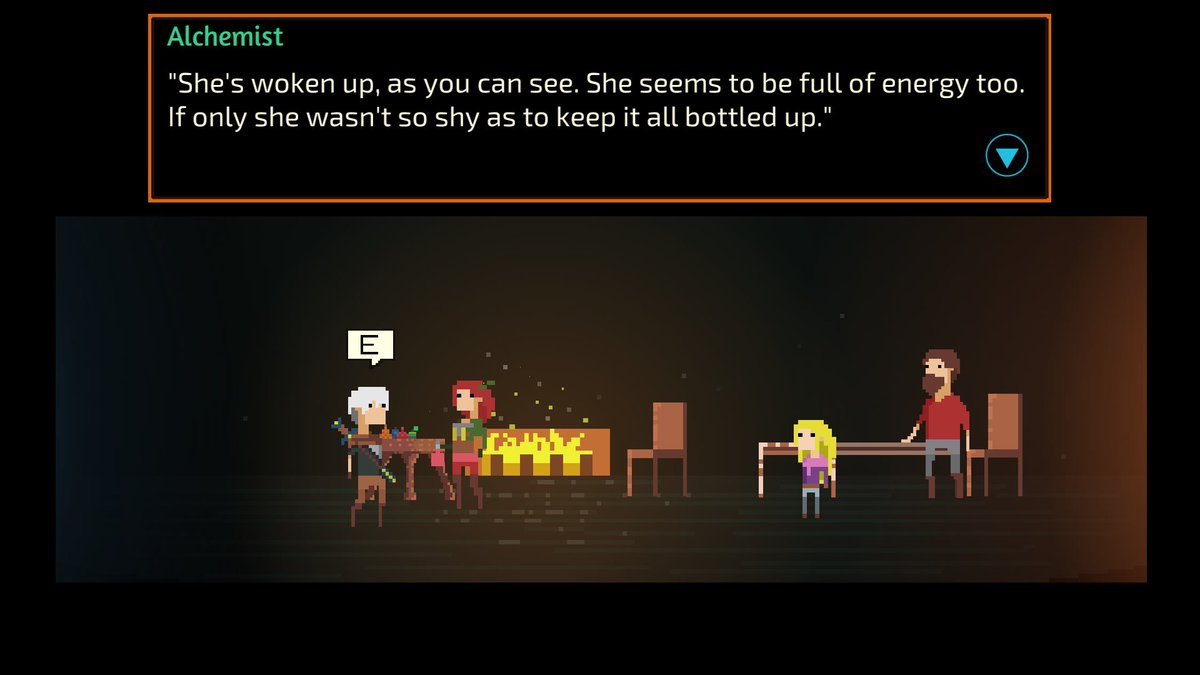 Alchemist
"She's woken up, as you can see. She seems to be full of energy too.
If only she wasn't so shy as to keep it all bottled up."
E